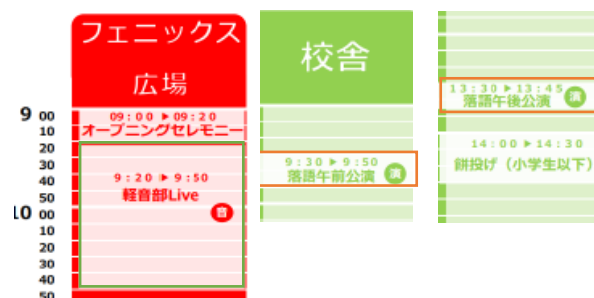 フェニックス
広場
9 00
09:00 ▶ 09:20
10
オープニングセレモニー
20
30
9:20 ▶ 9:50
40
軽音部Live
50
10 00
音
10
20
30
40
50
校舎
9:30 ▶ 9:50
落語午前公演 演
13:30 ▶ 13:45
落語午後公演 演
14:00 ▶ 14:30
餅投げ（小学生以下）